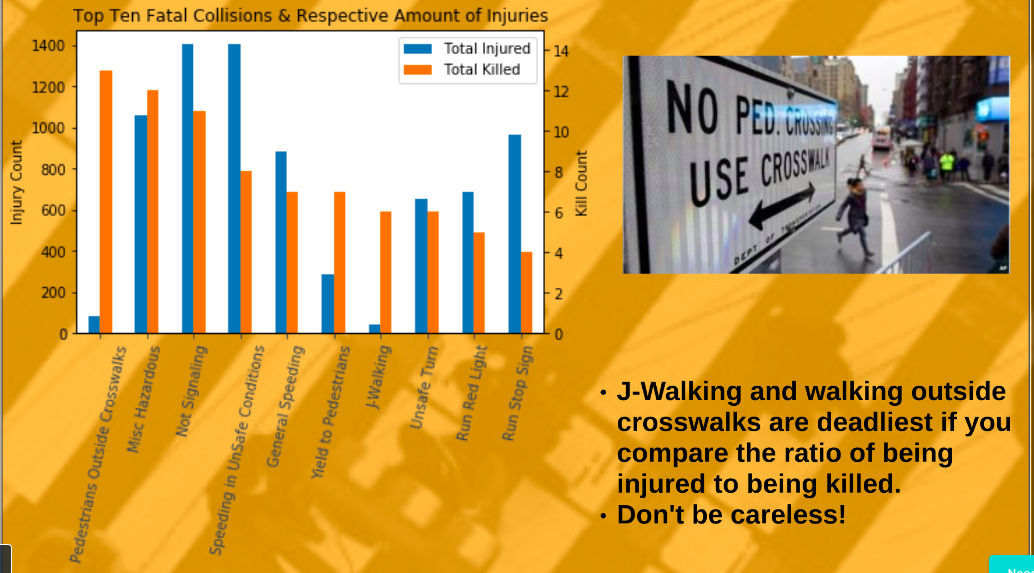 Top Ten Fatal Collisions & Respective Amount of Injuries
Total Injured
Total Killed
Injury Count
1400
1200
1000
800
600
400
200
0
Kill Count
14
12
10
8
6
4
2
0
Pedestrians Outside Crosswalks
Misc Hazardous
Not Signaling
Speeding in UnSafe Conditions
General Speeding
Yield to Pedestrians
J-Walking
Unsafe Turn
Run Red Light
Run Stop Sign
NO PED. CROSSING
USE CROSSWALK
DEPT OF TRANSPORTATION
AP
• J-Walking and walking outside
crosswalks are deadliest if you
compare the ratio of being
injured to being killed.
• Don't be careless!